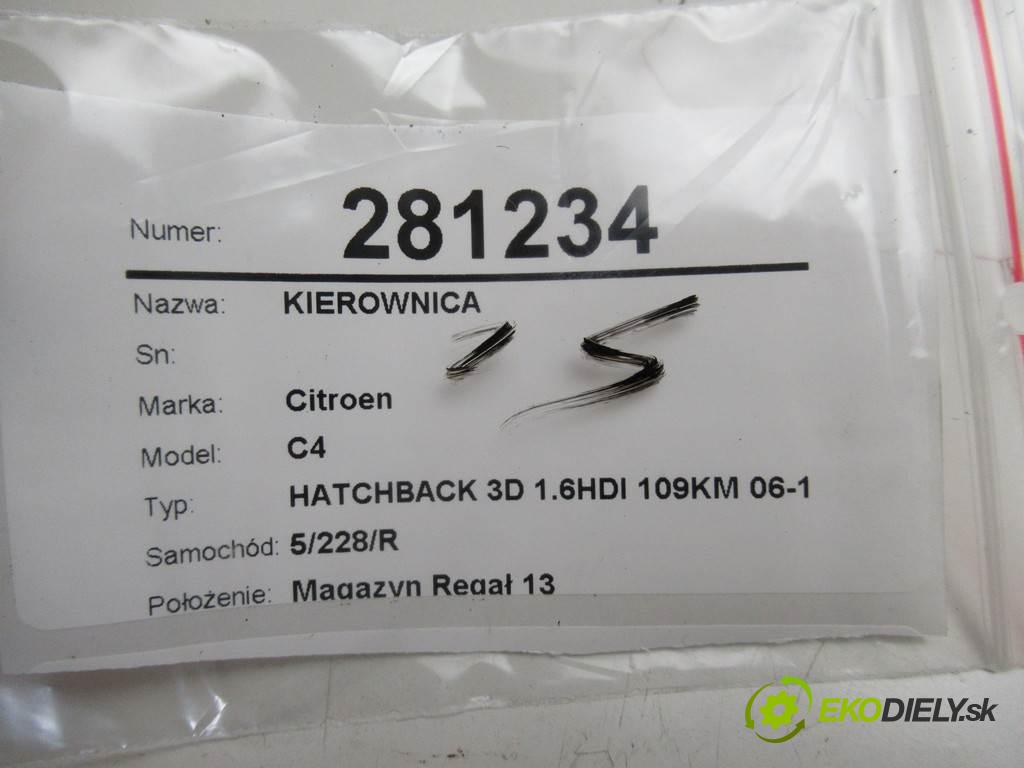 Numer: 281234
Nazwa: KIEROWNICA
Sn:
15
Marka: Citroen
Model: C4
Typ: HATCHBACK 3D 1.6HDI 109KM 06-1
Samochód: 5/228/R
Położenie: Magazyn Regał 13
EKODIELY.sk